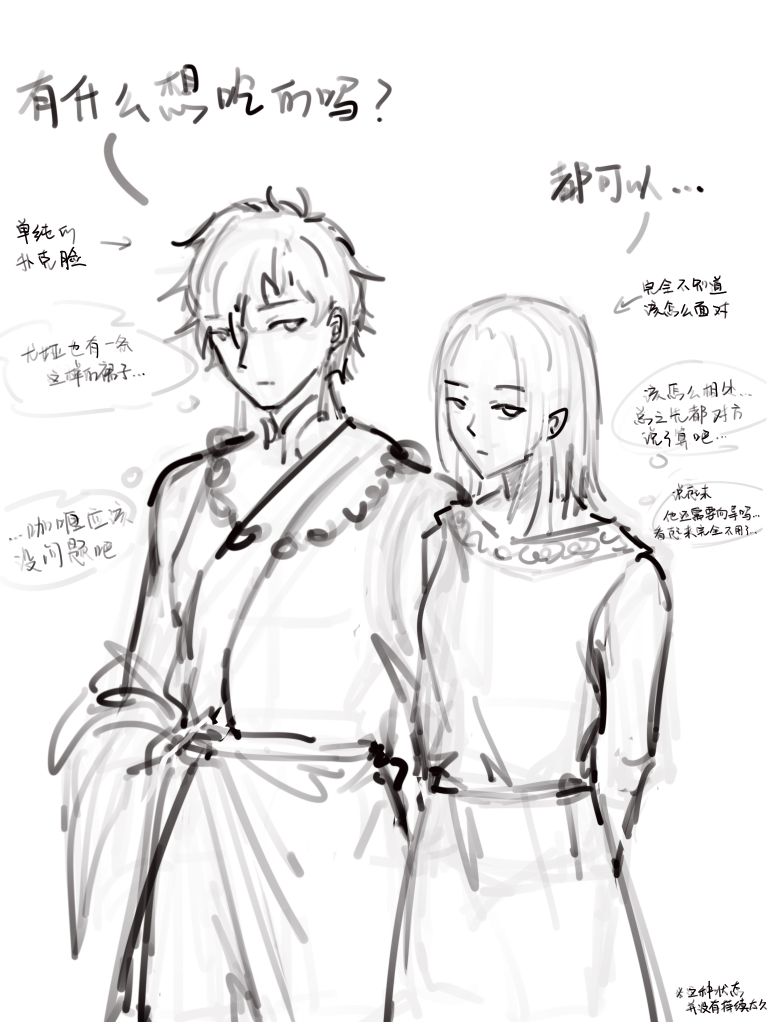 有什么想吃的吗?
都可以...
单纯的
扑克脸
完全不知道
该怎么面对
尤娅也有一条
这样的裙子...
该怎么相处...
总之先都对方
说了算吧...
...咖喱应该
没问题吧
说起来
他还需要向导吗...
看起来完全不用了...
*这种状态
并没有持续太久